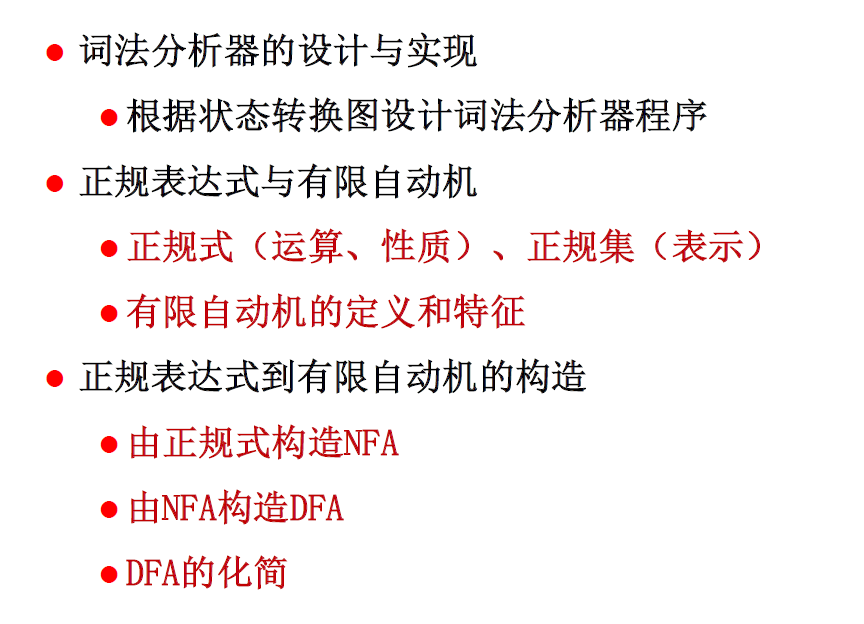 词法分析器的设计与实现
根据状态转换图设计词法分析器程序
正规表达式与有限自动机
正规式（运算、性质）、正规集（表示）
有限自动机的定义和特征
正规表达式到有限自动机的构造
由正规式构造NFA
由NFA构造DFA
DFA的化简